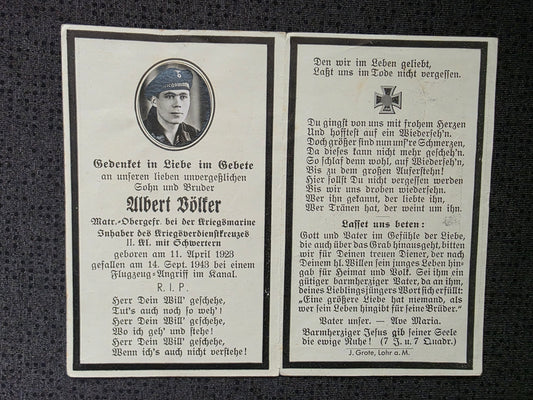 Gedenket in Liebe im Gebete
an unseren lieben unvergeßlichen
Sohn und Bruder
Albert Völker
Matr.-Obergefr. bei der Kriegsmarine
Inhaber des Kriegsverdienstkreuzes
II. Kl. mit Schwertern
geboren am 11. April 1923
gefallen am 14. Sept. 1943 bei einem
Flugzeug-Angriff im Kanal.
R. I. P.
Herr Dein Will' geschehe,
Tut's auch noch so weh'!
Herr Dein Will' geschehe,
Wo ich geh' und stehe!
Herr Dein Will' geschehe,
Wenn ich's auch nicht verstehe!
Den wir im Leben geliebt,
Laßt uns im Tode nicht vergessen.
Du gingst von uns mit frohem Herzen
Und hofftest auf ein Wiederseh'n.
Doch größer sind nun uns're Schmerzen,
Da dieses kann nicht mehr gescheh'n.
So schlaf denn wohl, auf Wiederseh'n,
Bis zu dem großen Auferstehn!
Hier sollst Du nicht vergessen werden
Bis wir uns droben wiedersehn.
Wer ihn gekannt, der liebte ihn,
Wer Tränen hat, der weint um ihn.
Lasset uns beten:
Gott und Vater im Gefühle der Liebe,
die auch über das Grab hinausgeht, bitten
wir für Deinen treuen Diener, der nach
Deinem hl. Willen sein junges Leben hingab
für Heimat und Volk. Sei ihm ein
gütiger barmherziger Vater, da an ihm,
deines Lieblingsjüngers Wort sich erfüllt:
„Eine größere Liebe hat niemand, als
wer sein Leben hingibt für seine Brüder."
Vater unser. — Ave Maria.
Barmherziger Jesus gib seiner Seele
die ewige Ruhe! (7 J. u. 7 Quadr.)
J. Grote, Lohr a. M.